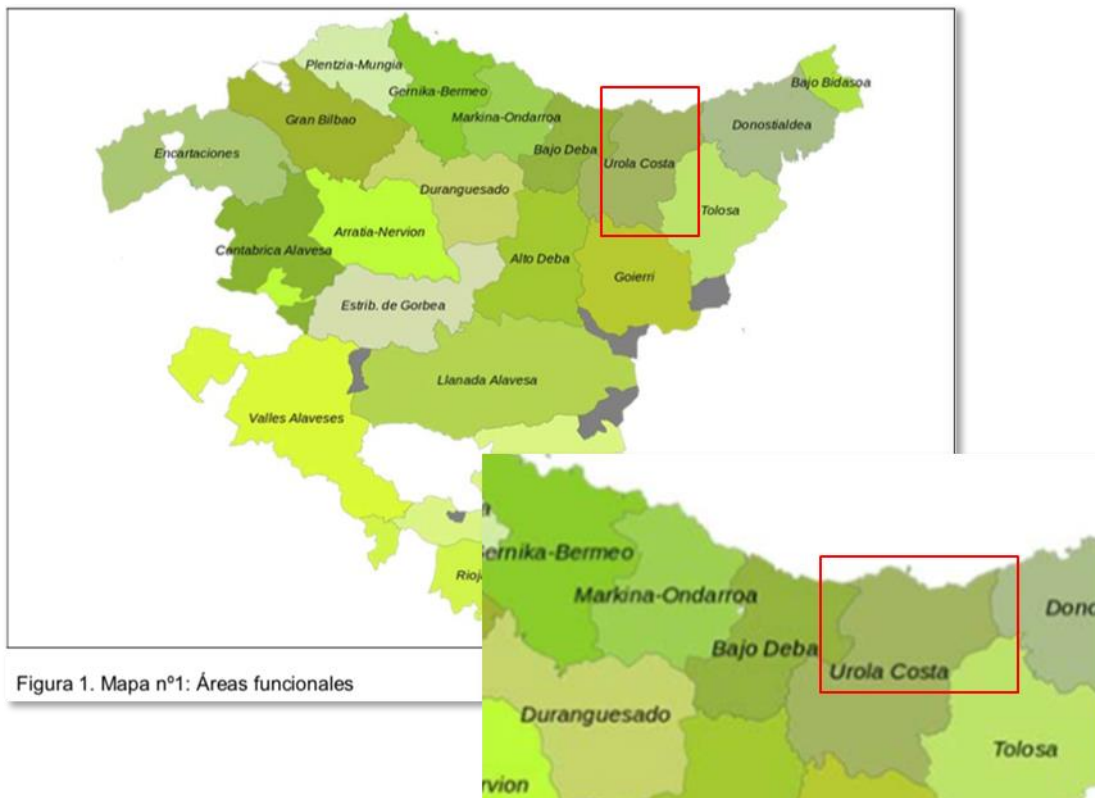 Plentzia-Mungia
Bajo Bidasoa
Gernika-Bermeo
Gran Bilbao
Markina-Ondarroa
Donostialdea
Bajo Deba
Encartaciones
Urola Costa
Duranguesado
Tolosa
Arratia-Nervion
Cantabrica Alavesa
Alto Deba
Goierri
Estrib. de Gorbea
Llanada Alavesa
Valles Alaveses
Rioj
Figura 1. Mapa nº1: Áreas funcionales
a
ernika-Bermeo
Markina-Ondarroa
Dono
Bajo Deba
Urola Costa
Duranguesado
Tolosa
rvion